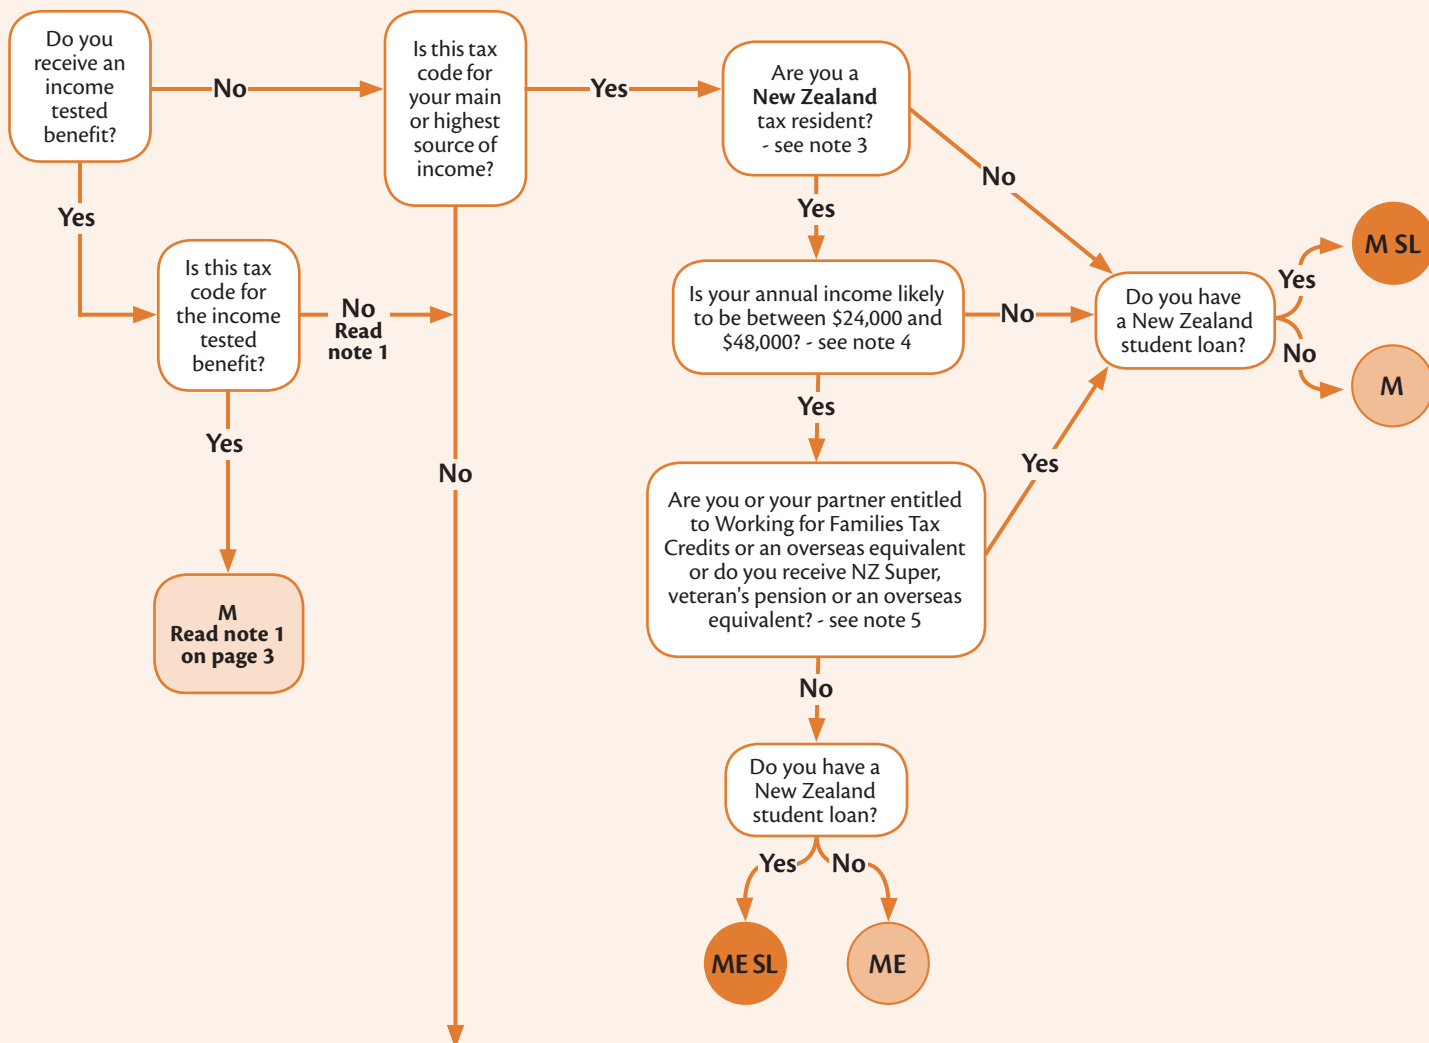 Do you
receive an
income
tested
benefit?
No
Is this tax
code for
your main
or highest
source of
income?
Yes
Are you a
New Zealand
tax resident?
- see note 3
No
Yes
Yes
Is this tax
code for
the income
tested
benefit?
No
Read
note 1
Is your annual income likely
to be between $24,000 and
$48,000? - see note 4
No
Do you have
a New Zealand
student loan?
Yes
M SL
No
M
Yes
Yes
No
Yes
Are you or your partner entitled
to Working for Families Tax
Credits or an overseas equivalent
or do you receive NZ Super,
veteran's pension or an overseas
equivalent? - see note 5
M
Read note 1
on page 3
No
Do you have a
New Zealand
student loan?
Yes
No
ME SL
ME